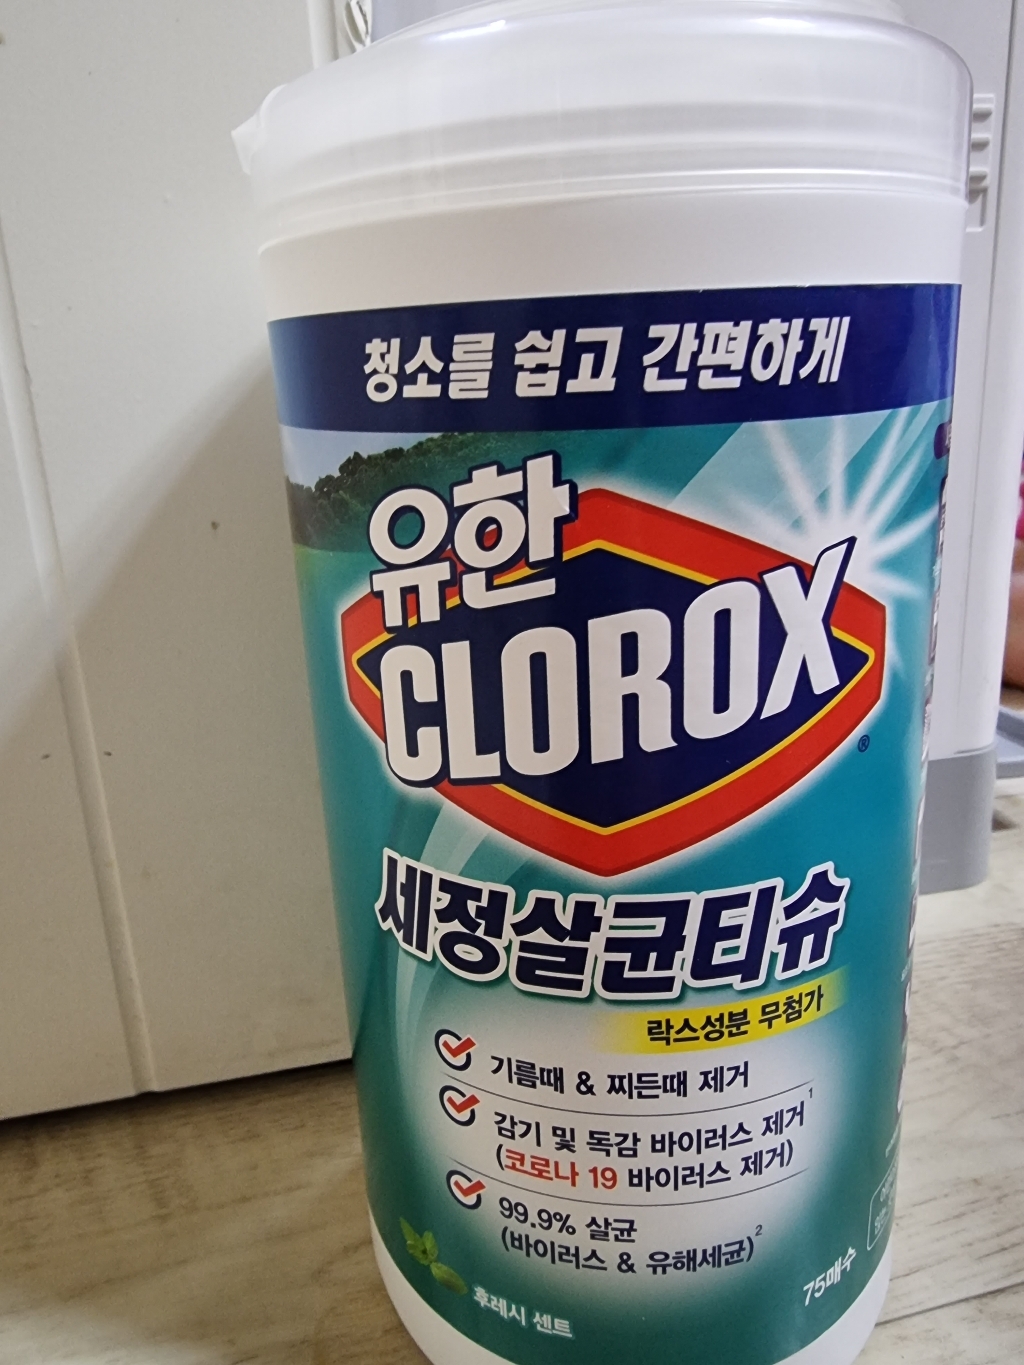 청소를 쉽고 간편하게
유한
CLOROX
®
세정살균티슈
락스성분 무첨가
기름때 & 찌든때 제거
감기 및 독감 바이러스 제거1
(코로나 19 바이러스 제거)
99.9% 살균
(바이러스 & 유해세균)2
후레시 센트
75매수